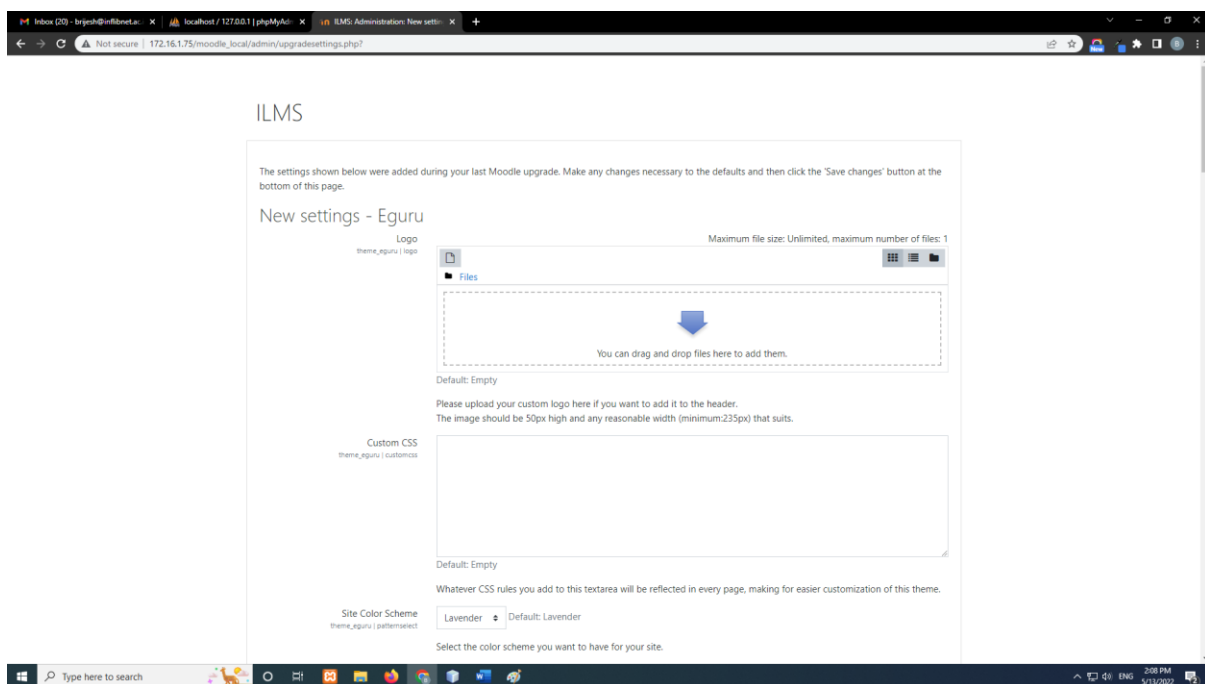 Inbox (20) - brijesh@inflibnet.ac.
localhost / 127.0.0.1 | phpMyAd
ILMS: Administration: New settin
Not secure | 172.16.1.75/moodle_local/admin/upgradesettings.php?
New
B
ILMS
The settings shown below were added during your last Moodle upgrade. Make any changes necessary to the defaults and then click the 'Save changes' button at the
bottom of this page.
New settings - Eguru
Logo
theme_eguru | logo
Maximum file size: Unlimited, maximum number of files: 1
Files
You can drag and drop files here to add them.
Default: Empty
Please upload your custom logo here if you want to add it to the header.
The image should be 50px high and any reasonable width (minimum:235px) that suits.
Custom CSS
theme_eguru | customcss
Default: Empty
Whatever CSS rules you add to this textarea will be reflected in every page, making for easier customization of this theme.
Site Color Scheme
theme_eguru | patternselect
Lavender Default: Lavender
Select the color scheme you want to have for your site.
Type here to search
ENG
2:08 PM
5/13/2022